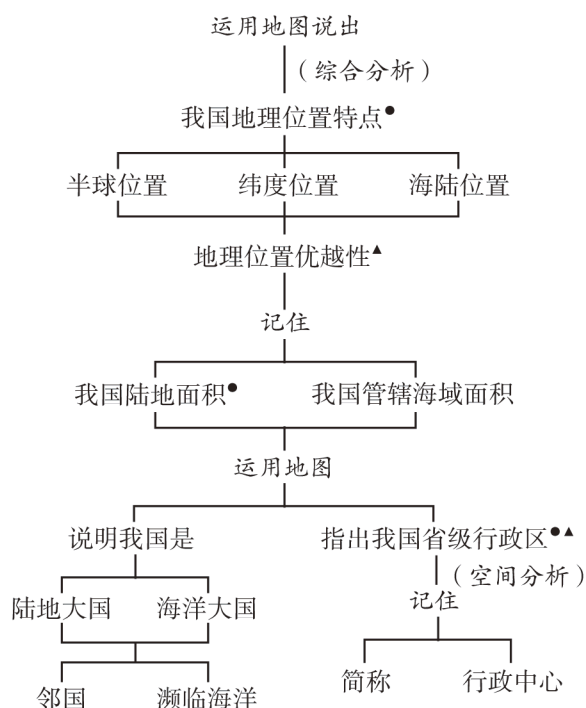 运用地图说出
（综合分析）
我国地理位置特点●
半球位置 纬度位置 海陆位置
地理位置优越性▲
记住
我国陆地面积● 我国管辖海域面积
运用地图
说明我国是 指出我国省级行政区●▲
（空间分析）
陆地大国 海洋大国 记住
简称 行政中心
邻国 濒临海洋